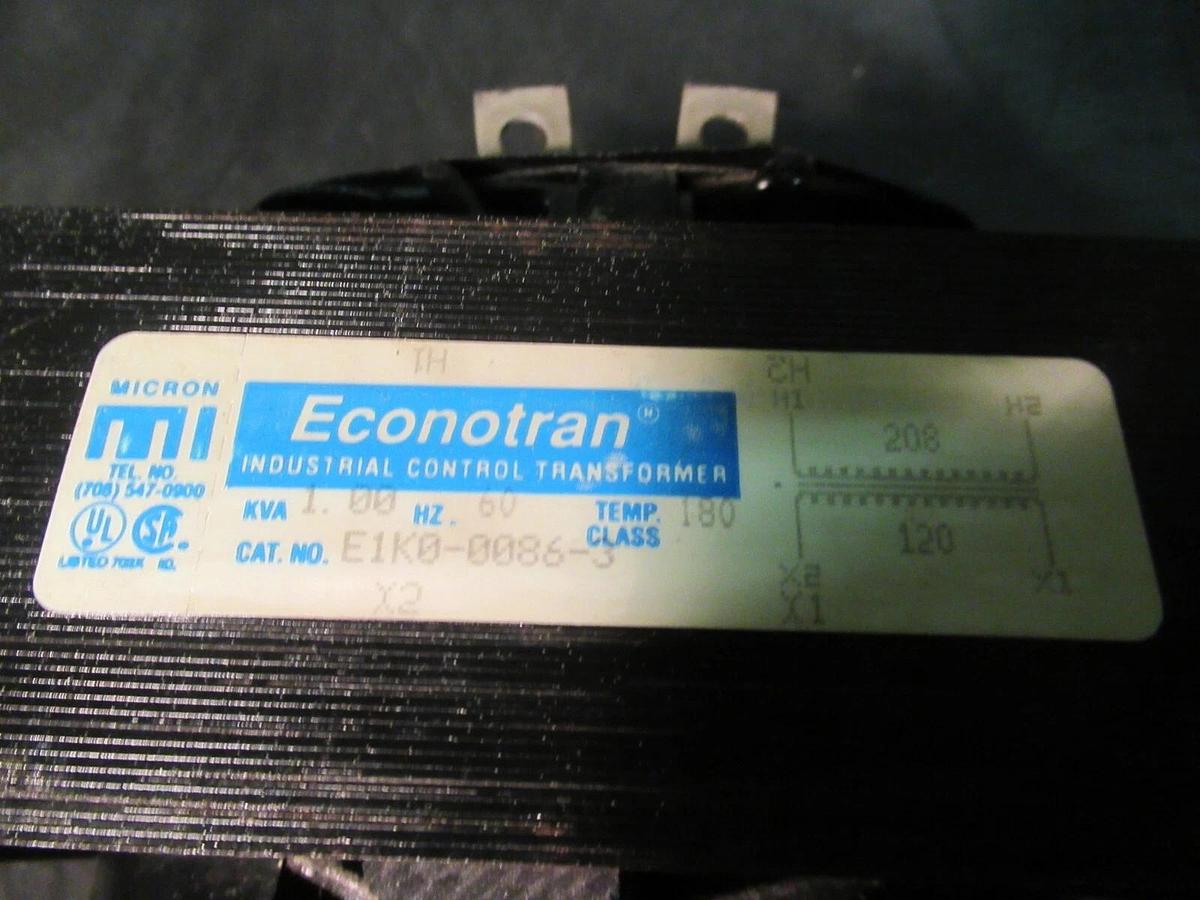 MICRON
TEL. NO.
(708) 547-0900
UL
LISTED
H1
H2
Econotran®
INDUSTRIAL CONTROL TRANSFORMER
KVA 1.00 HZ. 60 TEMP. CLASS 180
CAT. NO. E1K0-0086-3
X2
X1
H1
H2
208
120
X2
X1